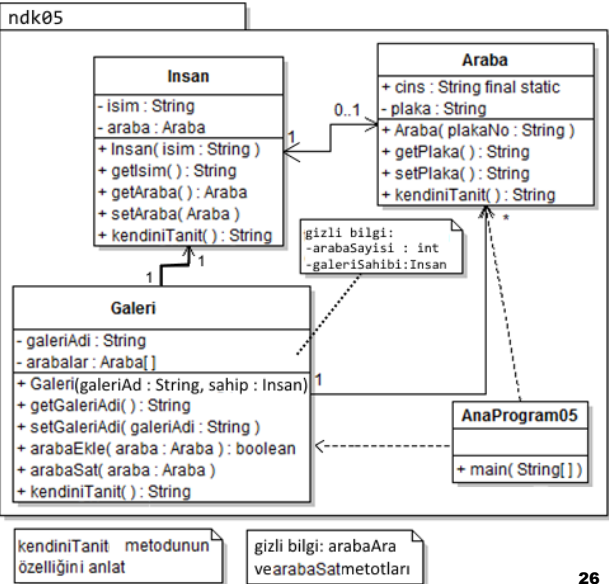 ndk05
Insan
- isim : String
- araba : Araba
+ Insan( isim : String )
+ getIsim( ) : String
+ getAraba( ) : Araba
+ setAraba( Araba )
+ kendiniTanit( ) : String
Araba
+ cins : String final static
- plaka : String
+ Araba( plakaNo : String )
+ getPlaka( ) : String
+ setPlaka( ) : String
+ kendiniTanit( ) : String
0..1
1
gizli bilgi:
-arabaSayisi : int
-galeriSahibi:Insan
*
1
1
Galeri
- galeriAdi : String
- arabalar : Araba[]
+ Galeri(galeriAd : String, sahip : Insan)
+ getGaleriAdi( ) : String
+ setGaleriAdi( galeriAdi : String )
+ arabaEkle( araba : Araba ) : boolean
+ arabaSat( araba : Araba )
+ kendiniTanit( ) : String
1
AnaProgram05
+ main( String[ ] )
kendiniTanit metodunun
özelliğini anlat
gizli bilgi: arabaAra
vearabaSatmetotları
26